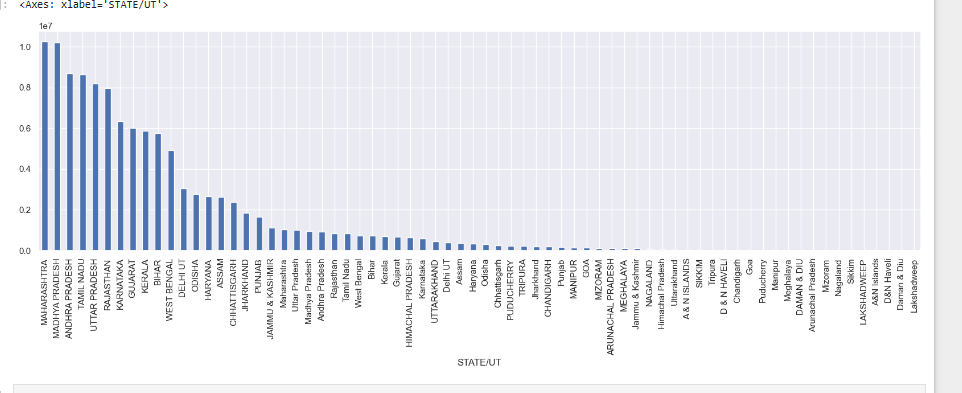 <Axes: xlabel='STATE/UT'>
1e7
1.0
0.8
0.6
0.4
0.2
0.0
MAHARASHTRA
MADHYA PRADESH
ANDHRA PRADESH
TAMIL NADU
UTTAR PRADESH
RAJASTHAN
KARNATAKA
GUJARAT
KERALA
BIHAR
WEST BENGAL
DELHI UT
ODISHA
HARYANA
ASSAM
CHHATTISGARH
JHARKHAND
PUNJAB
JAMMU & KASHMIR
Maharashtra
Uttar Pradesh
Madhya Pradesh
Andhra Pradesh
Rajasthan
Tamil Nadu
West Bengal
Bihar
Kerala
Gujarat
HIMACHAL PRADESH
Karnataka
UTTARAKHAND
Delhi UT
Assam
Haryana
Odisha
Chhattisgarh
PUDUCHERRY
TRIPURA
Jharkhand
CHANDIGARH
Punjab
MANIPUR
GOA
MIZORAM
ARUNACHAL PRADESH
MEGHALAYA
Jammu & Kashmir
NAGALAND
Himachal Pradesh
Uttarakhand
A & N ISLANDS
SIKKIM
Tripura
D & N HAVELI
Chandigarh
Goa
Puducherry
Manipur
Meghalaya
DAMAN & DIU
Arunachal Pradesh
Mizoram
Nagaland
Sikkim
LAKSHADWEEP
A&N Islands
D&N Haveli
Daman & Diu
Lakshadweep
STATE/UT